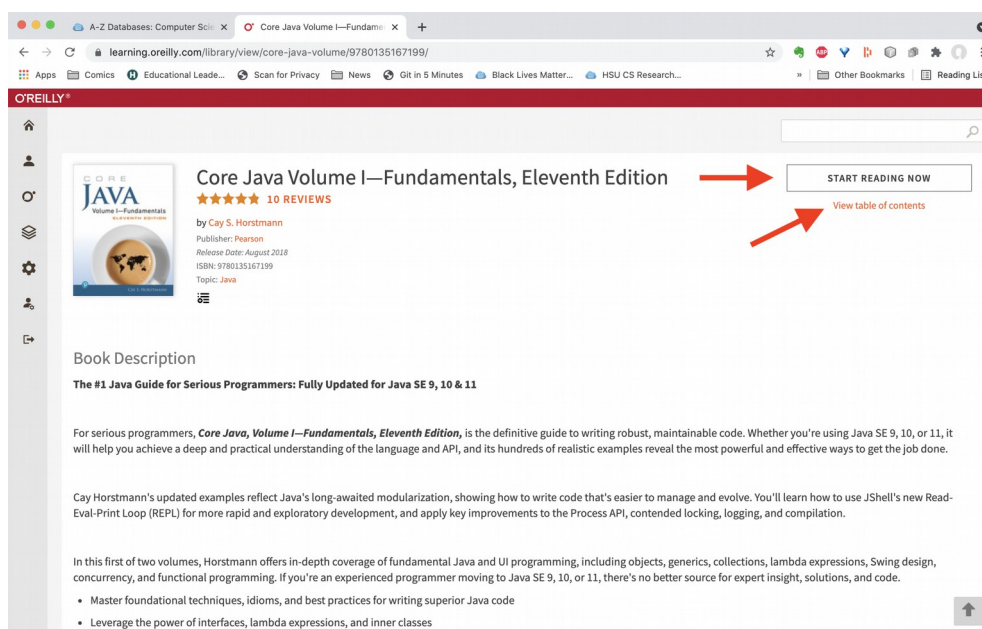 A-Z Databases: Computer Scie
Core Java Volume I—Fundame
learning.oreilly.com/library/view/core-java-volume/9780135167199/
Apps
Comics
Educational Leade...
Scan for Privacy
News
Git in 5 Minutes
Black Lives Matter...
HSU CS Research...
»
Other Bookmarks
Reading Lis
O'REILLY®
CORE
JAVA
Volume I—Fundamentals
ELEVENTH EDITION
Cay S. Horstmann
Core Java Volume I—Fundamentals, Eleventh Edition
10 REVIEWS
by Cay S. Horstmann
Publisher: Pearson
Release Date: August 2018
ISBN: 9780135167199
Topic: Java
START READING NOW
View table of contents
Book Description
The #1 Java Guide for Serious Programmers: Fully Updated for Java SE 9, 10 & 11
For serious programmers, Core Java, Volume I—Fundamentals, Eleventh Edition, is the definitive guide to writing robust, maintainable code. Whether you're using Java SE 9, 10, or 11, it
will help you achieve a deep and practical understanding of the language and API, and its hundreds of realistic examples reveal the most powerful and effective ways to get the job done.
Cay Horstmann's updated examples reflect Java's long-awaited modularization, showing how to write code that's easier to manage and evolve. You'll learn how to use JShell's new Read-
Eval-Print Loop (REPL) for more rapid and exploratory development, and apply key improvements to the Process API, contended locking, logging, and compilation.
In this first of two volumes, Horstmann offers in-depth coverage of fundamental Java and UI programming, including objects, generics, collections, lambda expressions, Swing design,
concurrency, and functional programming. If you're an experienced programmer moving to Java SE 9, 10, or 11, there's no better source for expert insight, solutions, and code.
• Master foundational techniques, idioms, and best practices for writing superior Java code
• Leverage the power of interfaces, lambda expressions, and inner classes